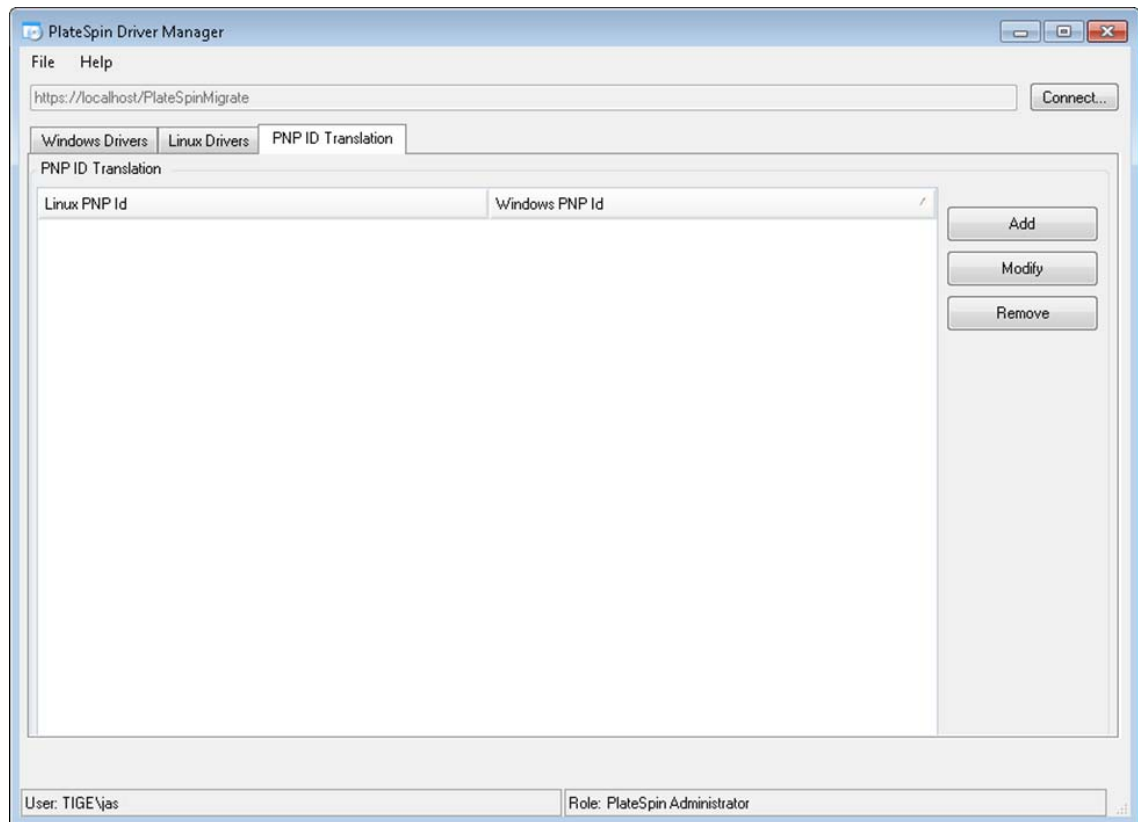 PlateSpin Driver Manager
File Help
https://localhost/PlateSpinMigrate Connect...
Windows Drivers Linux Drivers PNP ID Translation
PNP ID Translation
Linux PNP Id Windows PNP Id
Add
Modify
Remove
User: TIGE\jas Role: PlateSpin Administrator